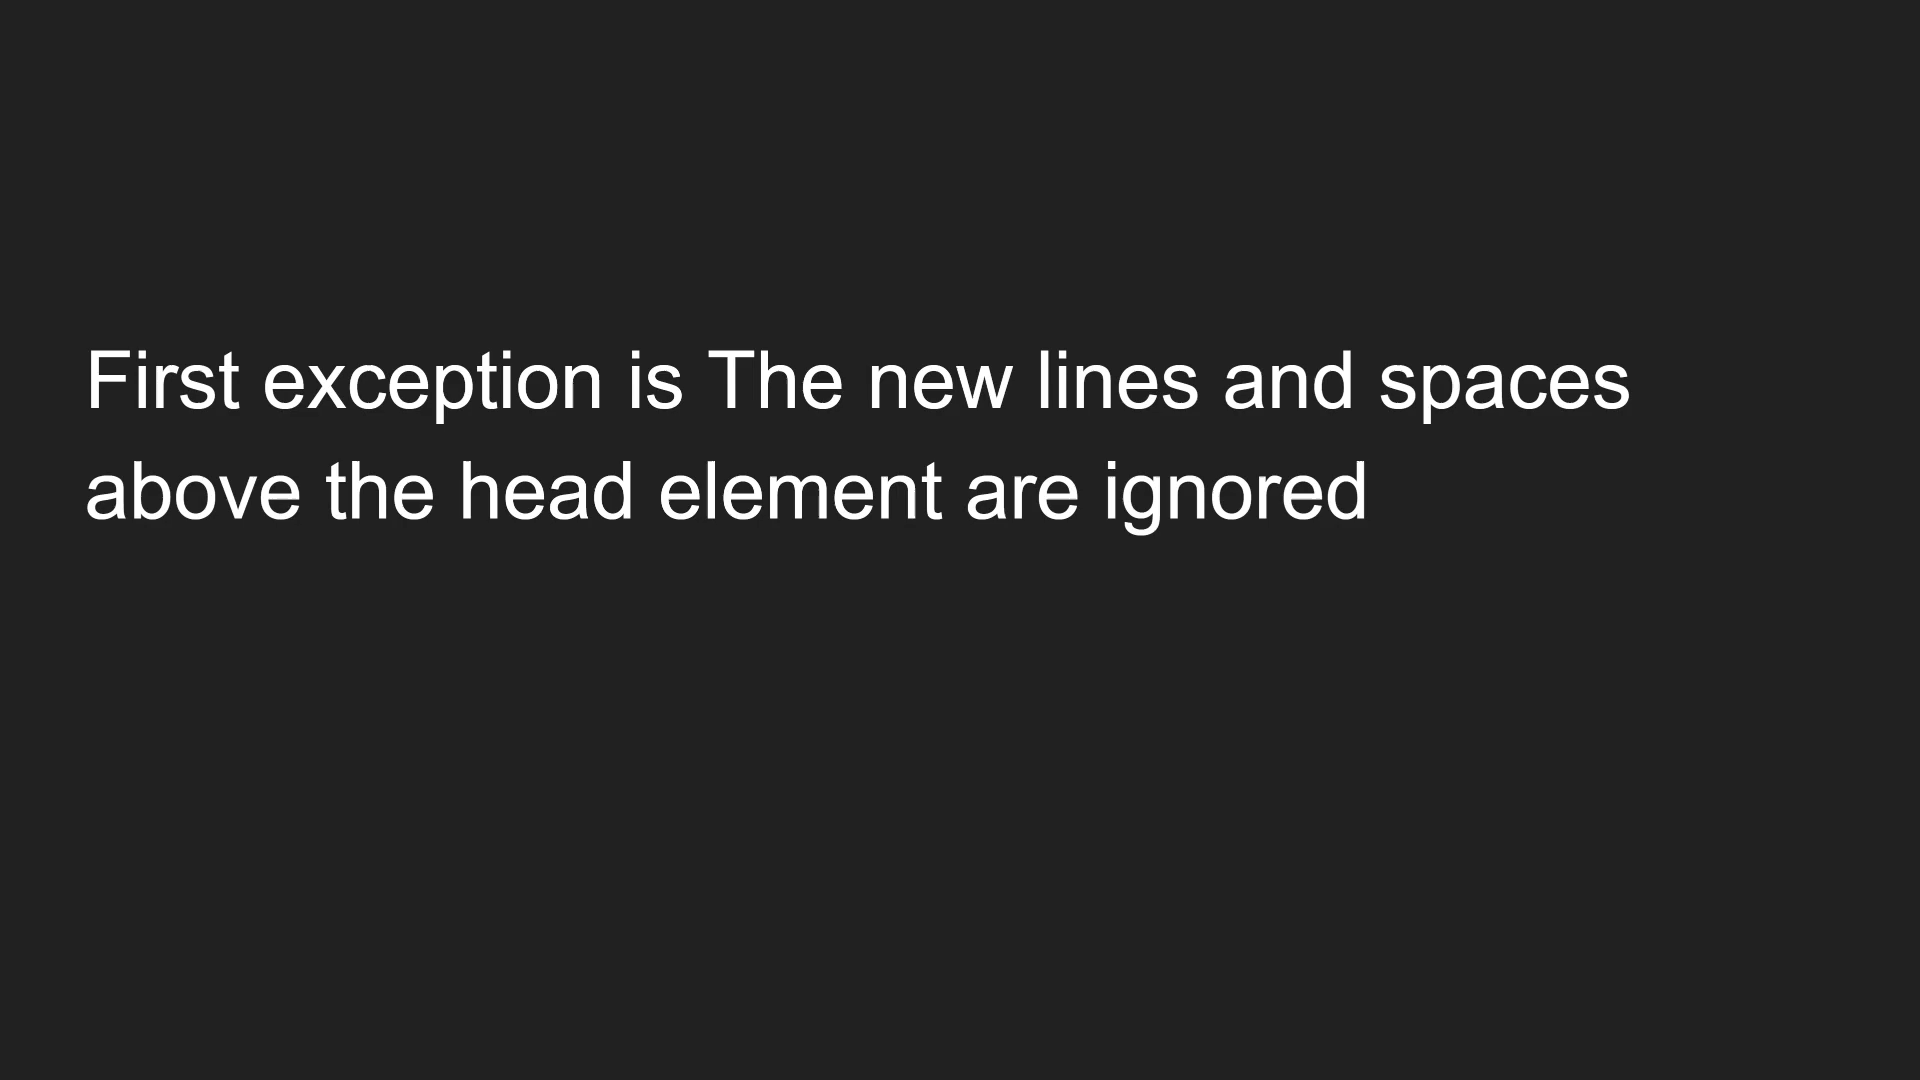 First exception is The new lines and spaces
above the head element are ignored